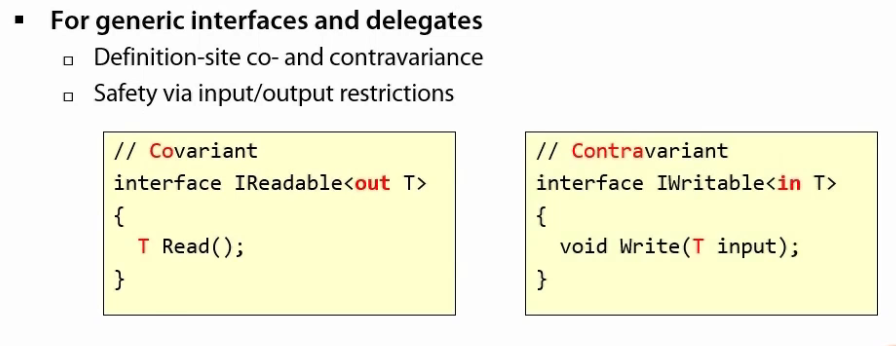 ▪ For generic interfaces and delegates
▫ Definition-site co- and contravariance
▫ Safety via input/output restrictions
// Covariant
interface IReadable<out T>
{
T Read();
}
// Contravariant
interface IWritable<in T>
{
void Write(T input);
}